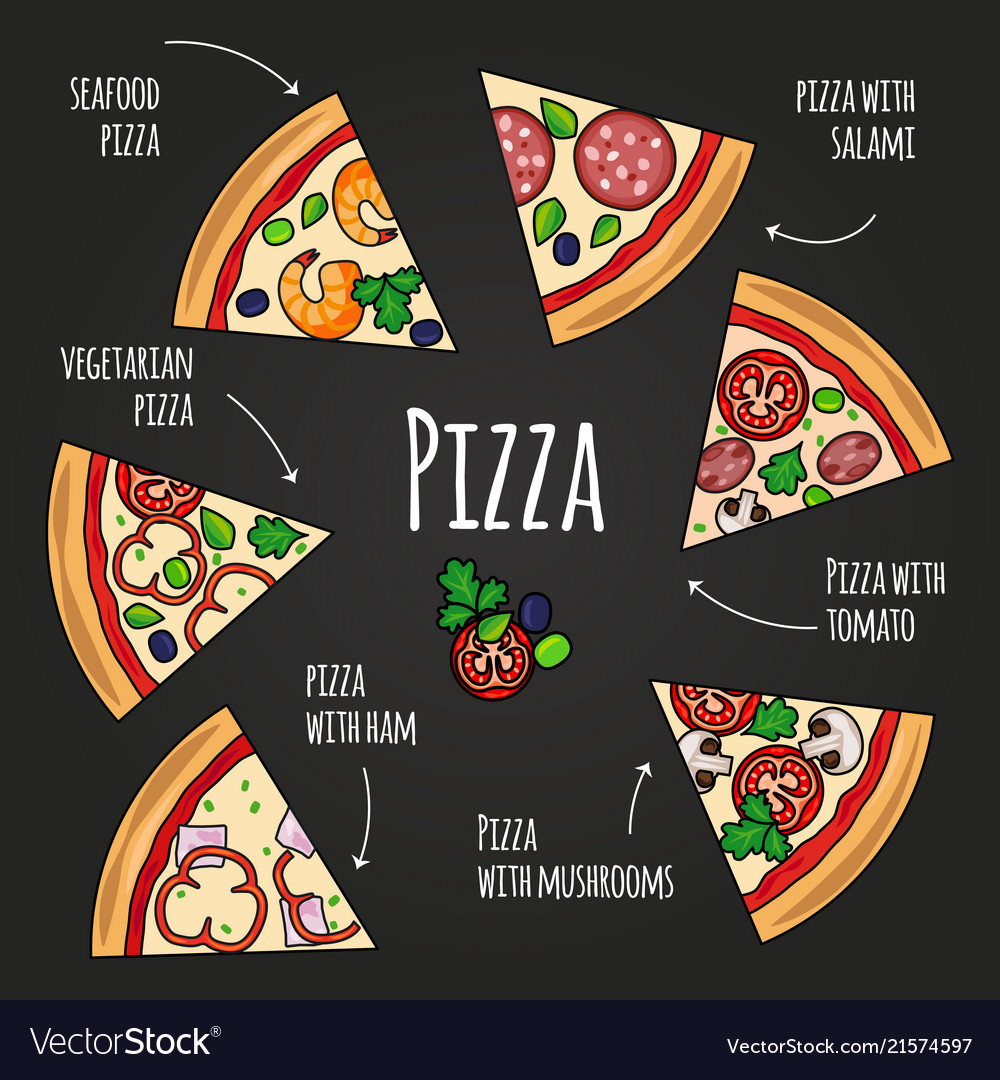 SEAFOOD
PIZZA
PIZZA WITH
SALAMI
VEGETARIAN
PIZZA
PIZZA
PIZZA WITH
TOMATO
PIZZA
WITH HAM
PIZZA
WITH MUSHROOMS
VectorStock®
VectorStock.com/21574597